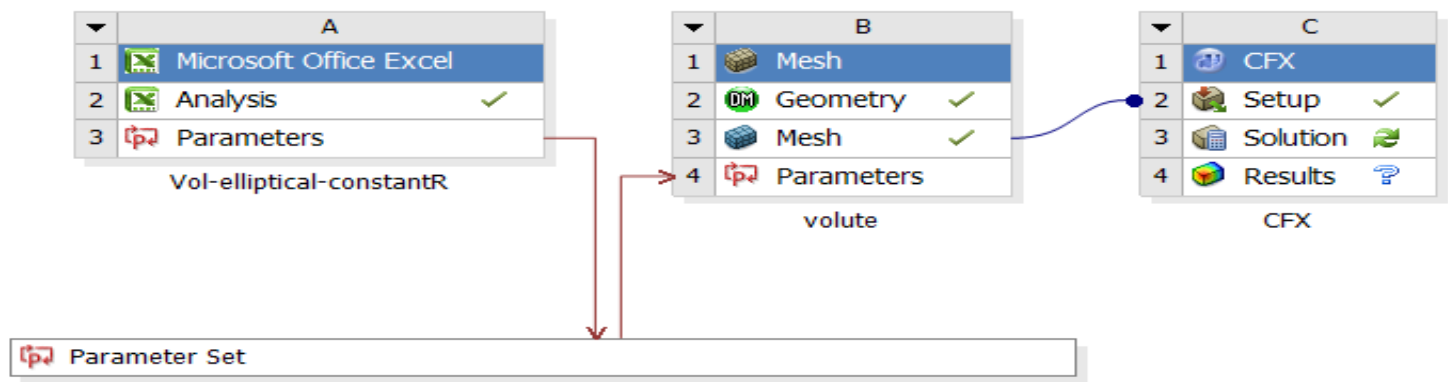 A
1 Microsoft Office Excel
2 Analysis
3 Parameters
Vol-elliptical-constantR
B
1 Mesh
2 Geometry
3 Mesh
4 Parameters
volute
C
1 CFX
2 Setup
3 Solution
4 Results
CFX
Parameter Set